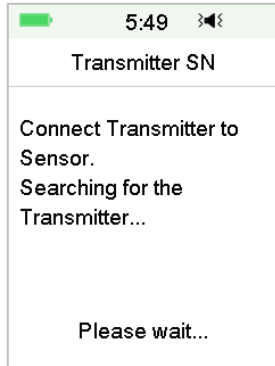 5:49
Transmitter SN
Connect Transmitter to
Sensor.
Searching for the
Transmitter...
Please wait...